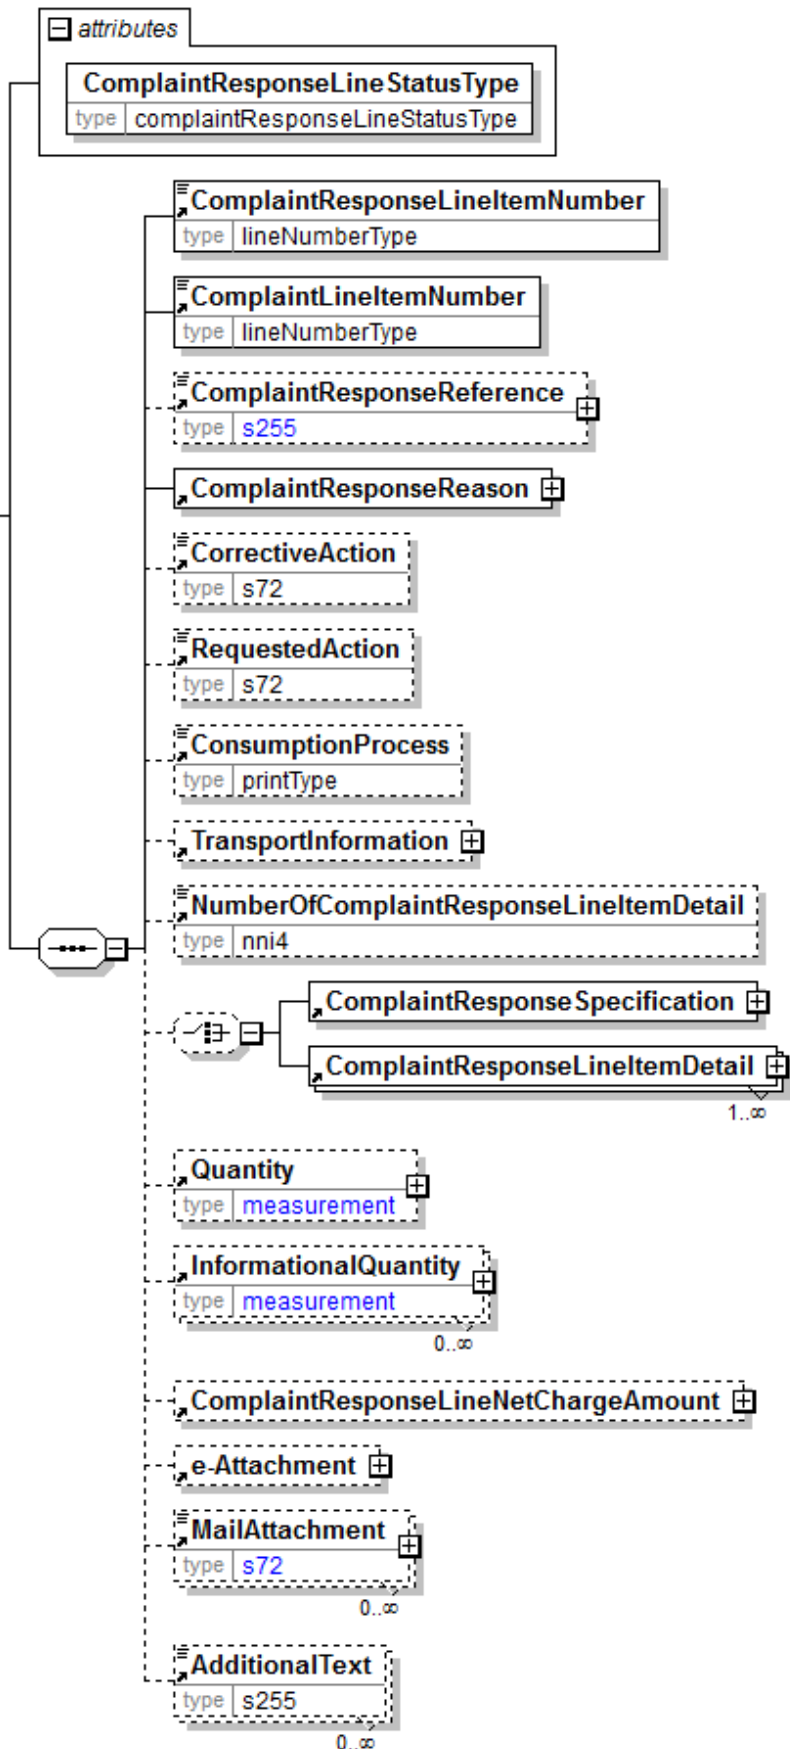 attributes
ComplaintResponseLineStatusType
type complaintResponseLineStatusType
ComplaintResponseLineItemNumber
type lineNumberType
ComplaintLineItemNumber
type lineNumberType
ComplaintResponseReference
type s255
ComplaintResponseReason
CorrectiveAction
type s72
RequestedAction
type s72
ConsumptionProcess
type printType
TransportInformation
NumberOfComplaintResponseLineItemDetail
type nni4
ComplaintResponseSpecification
ComplaintResponseLineItemDetail
1..∞
Quantity
type measurement
InformationalQuantity
type measurement
0..∞
ComplaintResponseLineNetChargeAmount
e-Attachment
MailAttachment
type s72
0..∞
AdditionalText
type s255
0..∞